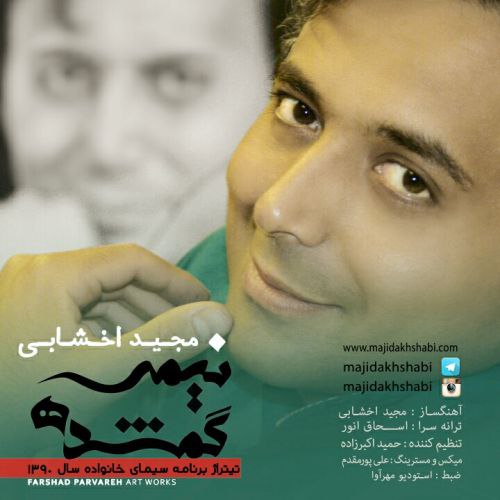 مجید اخشابی
نیمه
گمشده
تیتراژ برنامه سیمای خانواده سال ۱۳۹۰
FARSHAD PARVAREH ART WORKS
www.majidakhshabi.com
majidakhshabi
majidakhshabi
آهنگساز : مجید اخشابی
ترانه سرا : اسحاق انور
تنظیم کننده : حمید اکبرزاده
میکس و مسترینگ : علی پورمقدم
ضبط : استودیو مهرآوا